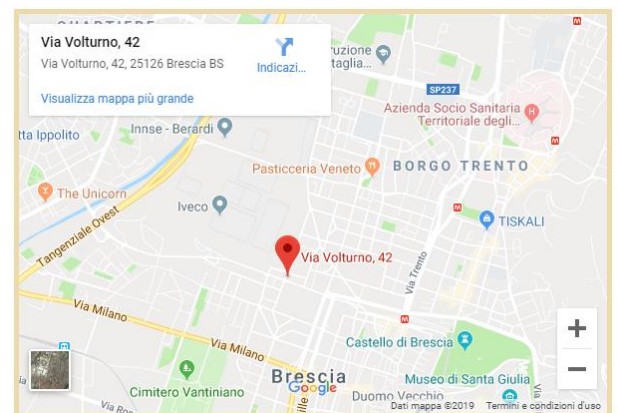 QUARTIERE
Via Volturno, 42
Via Volturno, 42, 25126 Brescia BS
Indicazi...
Visualizza mappa più grande
SP237
Azienda Socio Sanitaria
Territoriale degli...
Innse - Berardi
tta Ippolito
Pasticceria Veneto
BORGO TRENTO
The Unicorn
Iveco
TISKALI
Tangenziale Ovest
Via Volturno, 42
Via Trento
Via Milano
Via Milano
Castello di Brescia
Brescia
Museo di Santa Giulia
Cimitero Vantiniano
Google
Duomo Vecchio
Dati mappa ©2019 Termini e condizioni d'uso